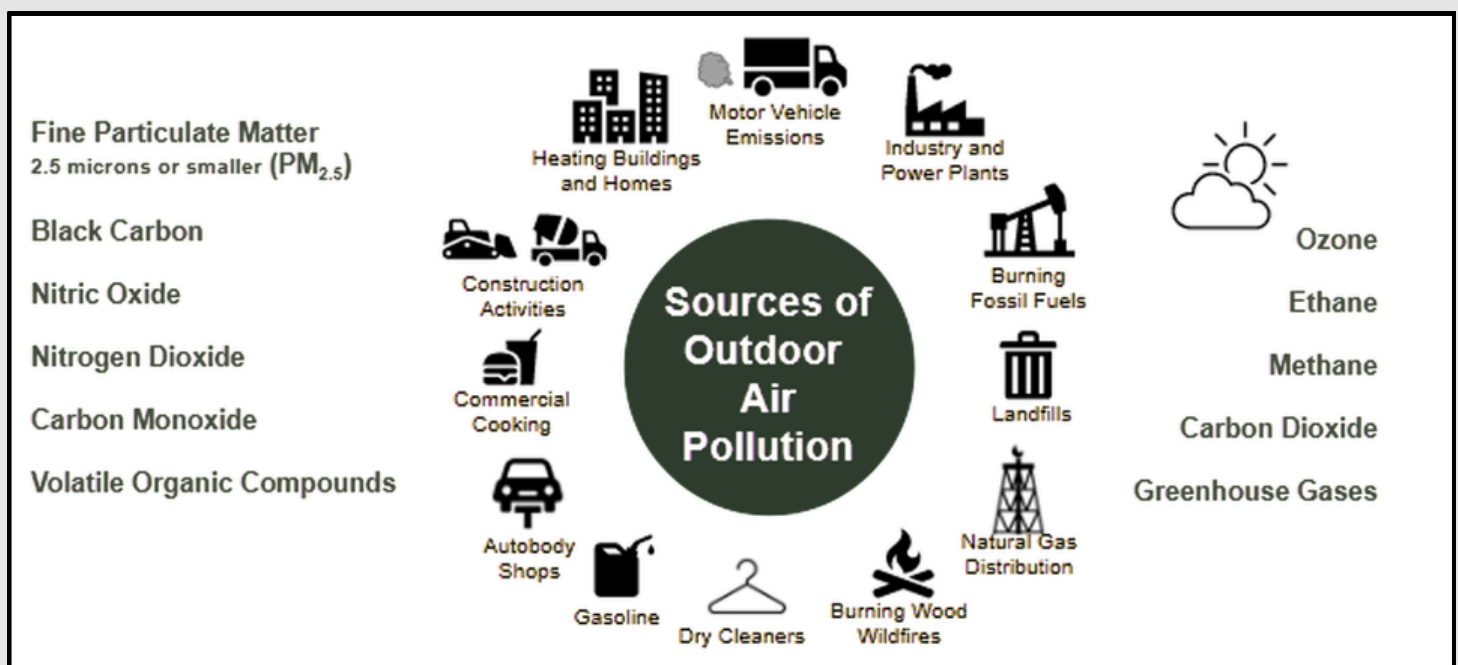 Fine Particulate Matter
2.5 microns or smaller (PM2.5)
Black Carbon
Nitric Oxide
Nitrogen Dioxide
Carbon Monoxide
Volatile Organic Compounds
Motor Vehicle
Emissions
Heating Buildings
and Homes
Industry and
Power Plants
Construction
Activities
Burning
Fossil Fuels
Commercial
Cooking
Landfills
Autobody
Shops
Natural Gas
Distribution
Gasoline
Dry Cleaners
Burning Wood
Wildfires
Sources of
Outdoor
Air
Pollution
Ozone
Ethane
Methane
Carbon Dioxide
Greenhouse Gases